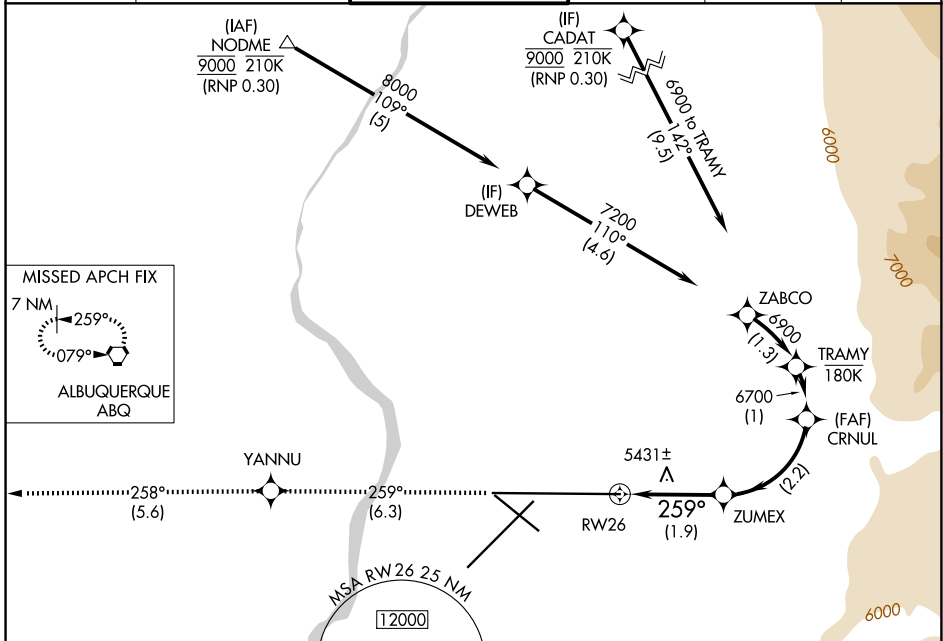 (IAF)
NODME
9000 210K
(RNP 0.30)
(IF)
CADAT
9000 210K
(RNP 0.30)
8000
109°
(5)
6900 to TRAMY
142°
(9.5)
6000
(IF)
DEWEB
7200
110°
(4.6)
7000
MISSED APCH FIX
7 NM
259°
079°
ALBUQUERQUE
ABQ
ZABCO
6900
(1.3)
TRAMY
180K
6700
(1)
(FAF)
CRNUL
(2.2)
YANNU
5431±
258°
(5.6)
259°
(6.3)
RW26
259°
(1.9)
ZUMEX
MSA RW26 25 NM
12000
6000